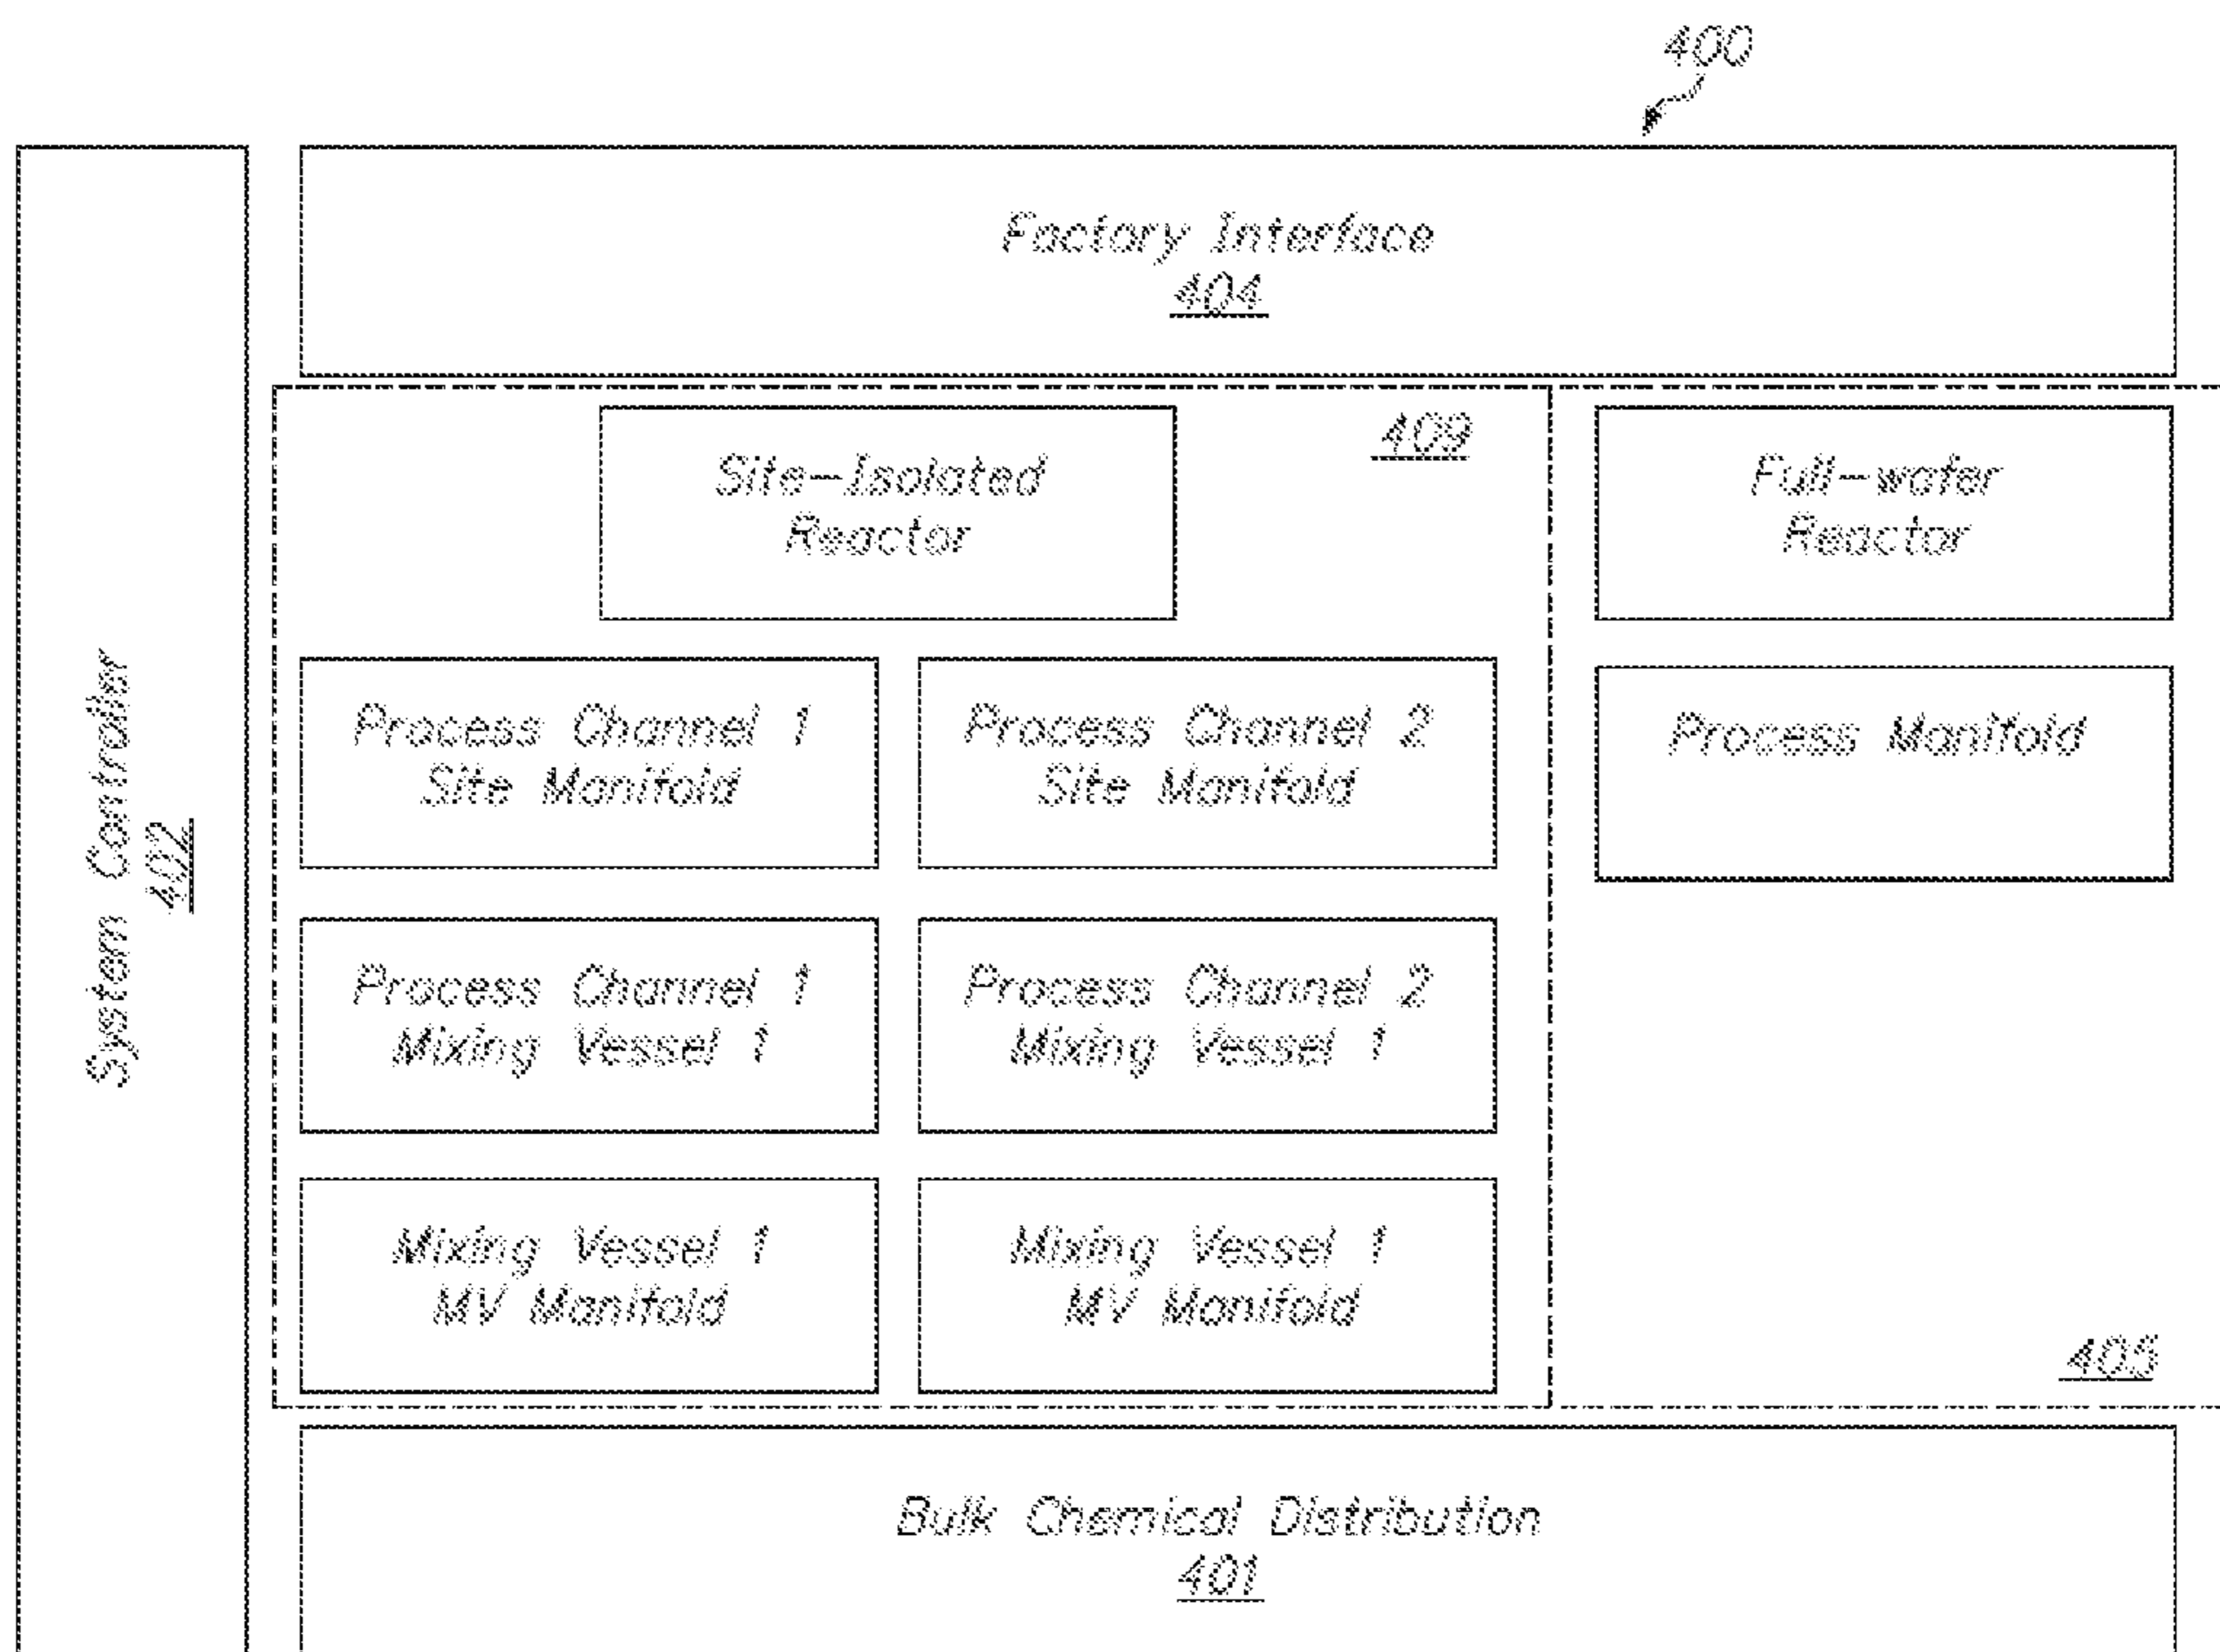 400
Factory Interface
404
System Controller
402
409
Site-Isolated
Reactor
Full-wafer
Reactor
Process Channel 1
Site Manifold
Process Channel 2
Site Manifold
Process Manifold
Process Channel 1
Mixing Vessel 1
Process Channel 2
Mixing Vessel 1
Mixing Vessel 1
MV Manifold
Mixing Vessel 1
MV Manifold
405
Bulk Chemical Distribution
401